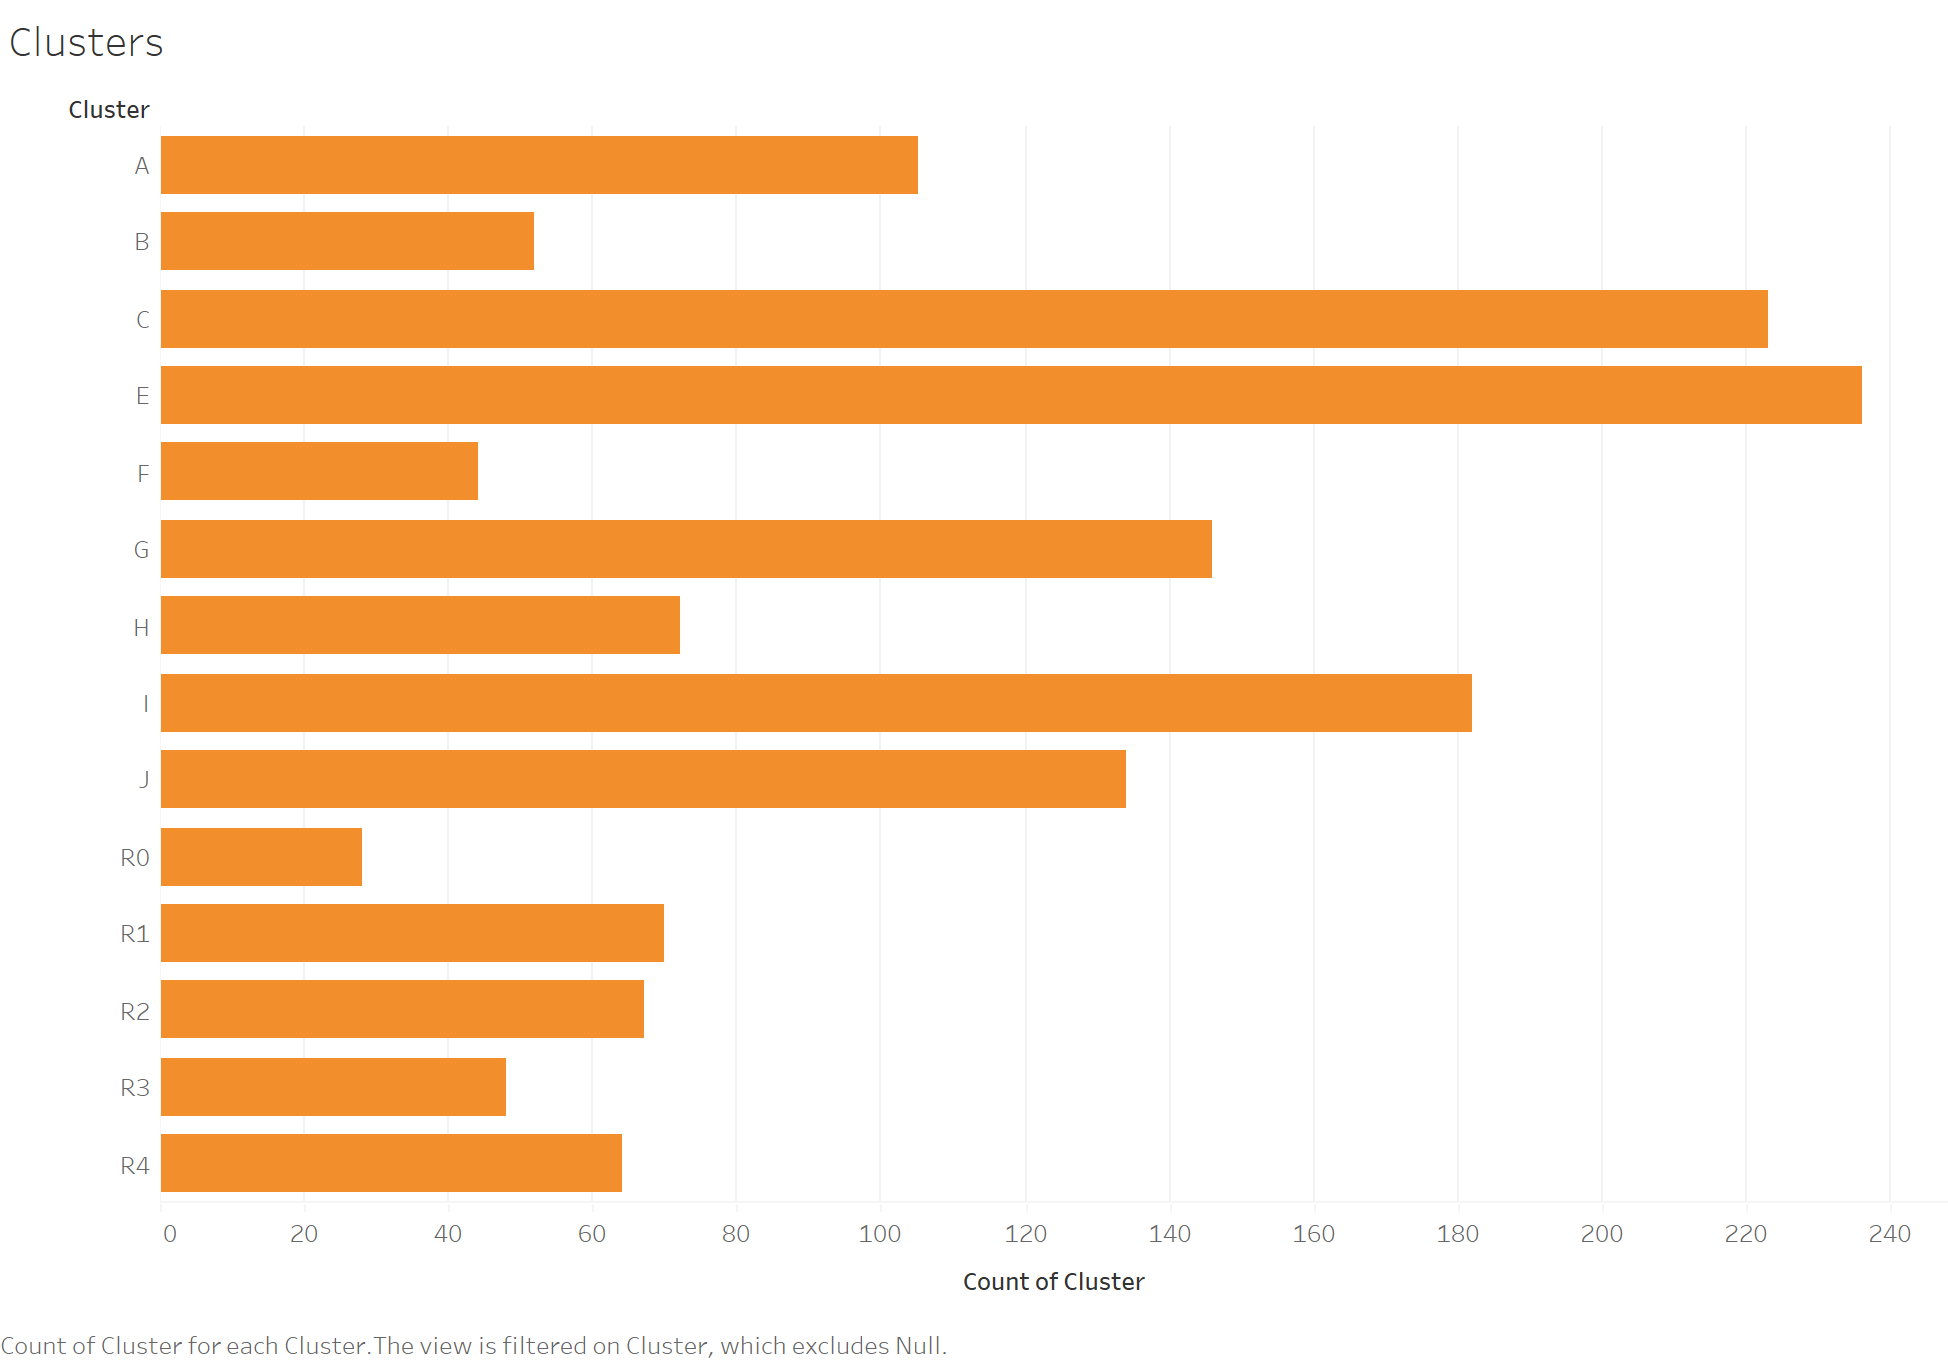 Clusters
Cluster
A
B
C
E
F
G
H
I
J
R0
R1
R2
R3
R4
0 20 40 60 80 100 120 140 160 180 200 220 240
Count of Cluster
Count of Cluster for each Cluster.The view is filtered on Cluster, which excludes Null.